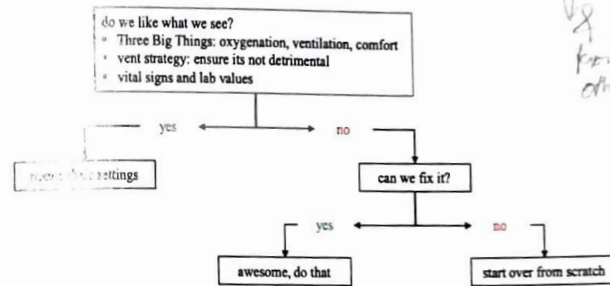 do we like what we see?
• Three Big Things: oxygenation, ventilation, comfort
• vent strategy: ensure its not detrimental
• vital signs and lab values
yes
no
settings
can we fix it?
yes
no
awesome, do that
start over from scratch